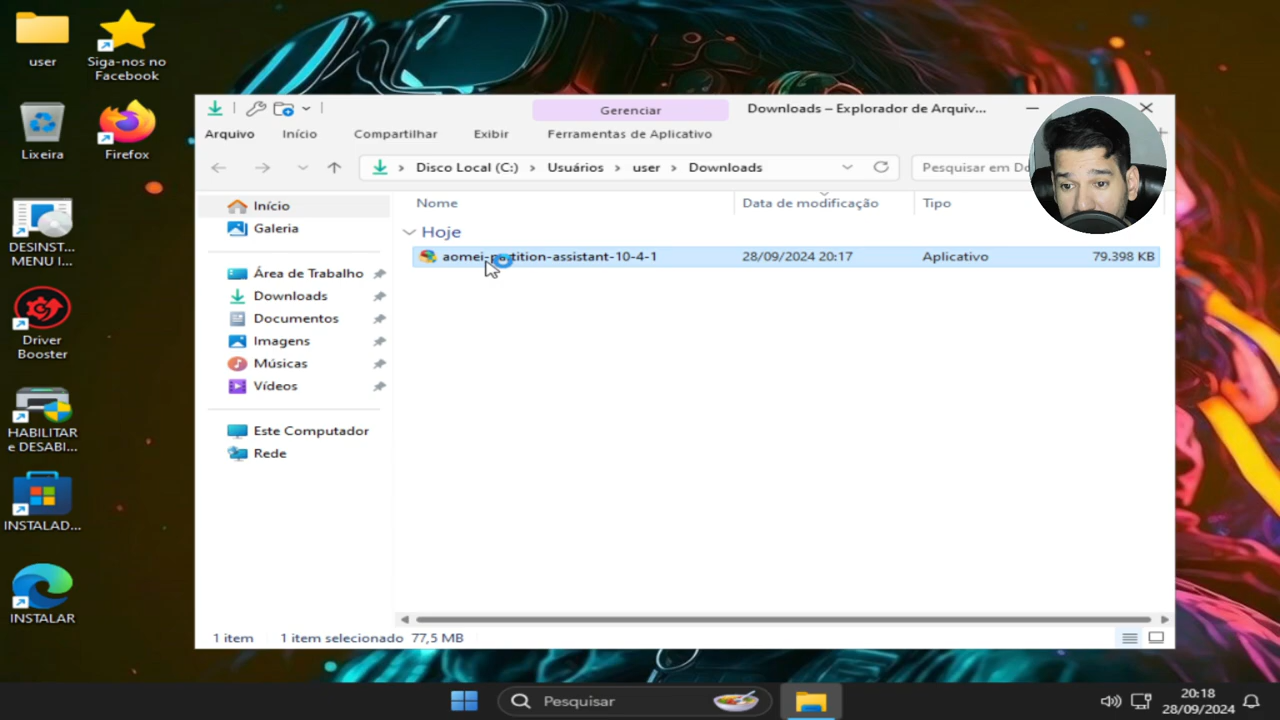 user
Siga-nos no
Facebook
Lixeira
Firefox
DESINST...
MENU I...
Driver
Booster
HABILITAR
e DESABI...
INSTALAD...
INSTALAR
Gerenciar
Downloads – Explorador de Arquiv...
Arquivo
Início
Compartilhar
Exibir
Ferramentas de Aplicativo
Disco Local (C:)
Usuários
user
Downloads
Pesquisar em Do
Início
Galeria
Área de Trabalho
Downloads
Documentos
Imagens
Músicas
Vídeos
Este Computador
Rede
Nome
Data de modificação
Tipo
Hoje
aomei-partition-assistant-10-4-1
28/09/2024 20:17
Aplicativo
79.398 KB
1 item
1 item selecionado 77,5 MB
Pesquisar
20:18
28/09/2024